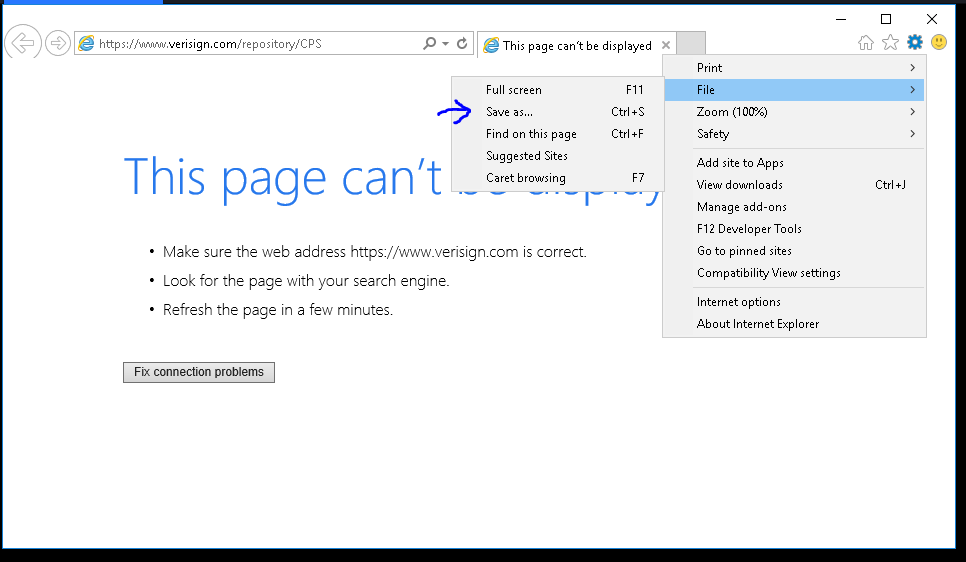 https://www.verisign.com/repository/CPS
This page can't be displayed
Print
File
Zoom (100%)
Safety
Add site to Apps
View downloads Ctrl+J
Manage add-ons
F12 Developer Tools
Go to pinned sites
Compatibility View settings
Internet options
About Internet Explorer
Full screen F11
Save as... Ctrl+S
Find on this page Ctrl+F
Suggested Sites
Caret browsing F7
This page can't be display
• Make sure the web address https://www.verisign.com is correct.
• Look for the page with your search engine.
• Refresh the page in a few minutes.
Fix connection problems